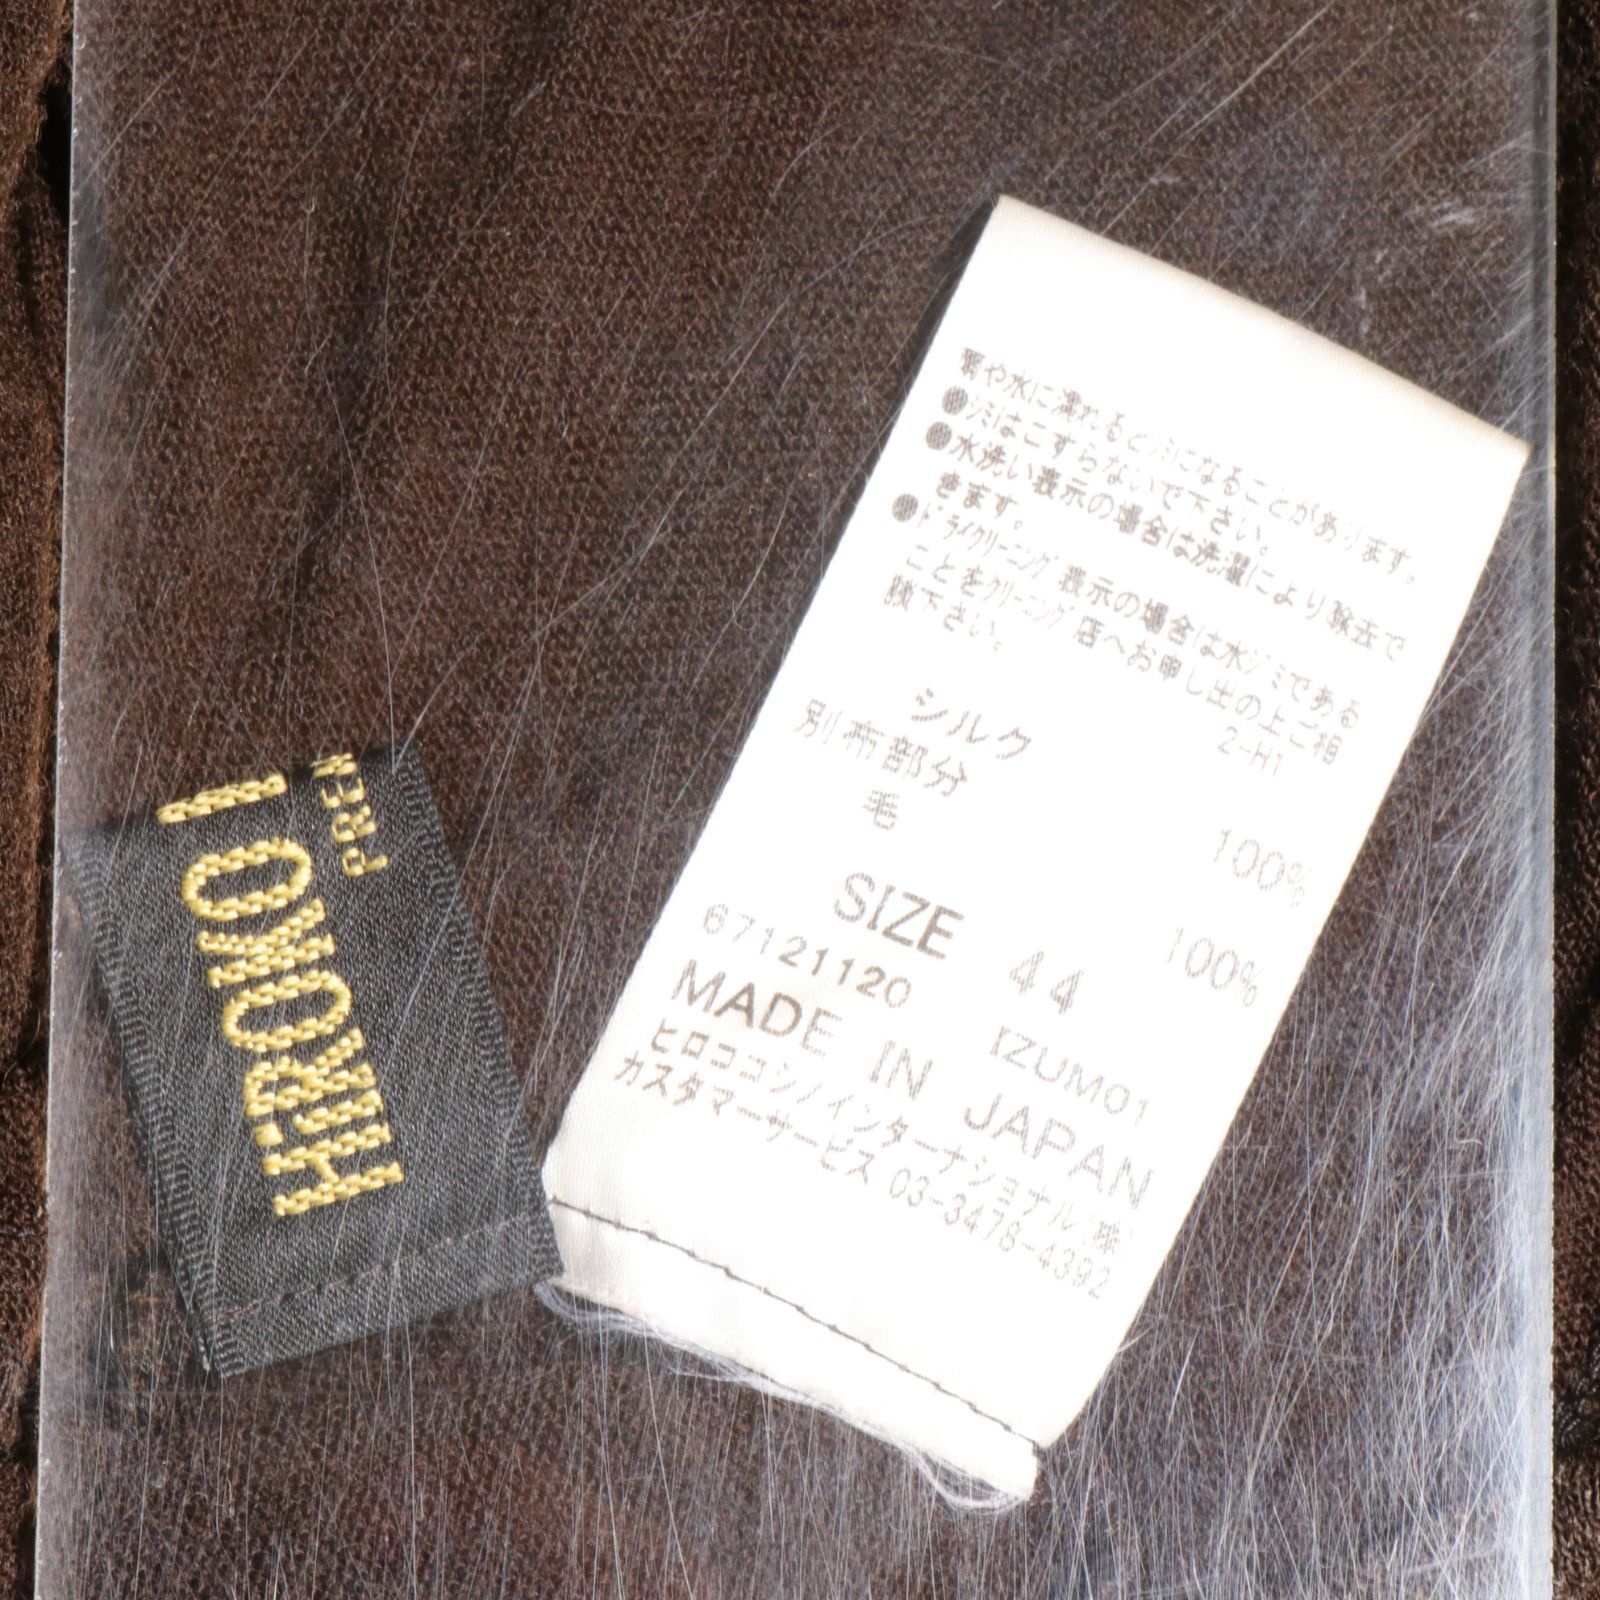 HIROKO
PREM
雨や水に濡れるとシミになることがあります。
●シミはこすらないで下さい。
●水洗い表示の場合は洗濯により除去で
きます。
●ドライクリーニング 表示の場合は水ジミである
ことをクリーニング 店へお申し出の上ご相
談下さい。
2-H1
シルク 100%
別布部分
毛 100%
SIZE 44
67121120 IZUM01
MADE IN JAPAN
ヒロココシノインターナショナル(株)
カスタマーサービス 03-3478-4392